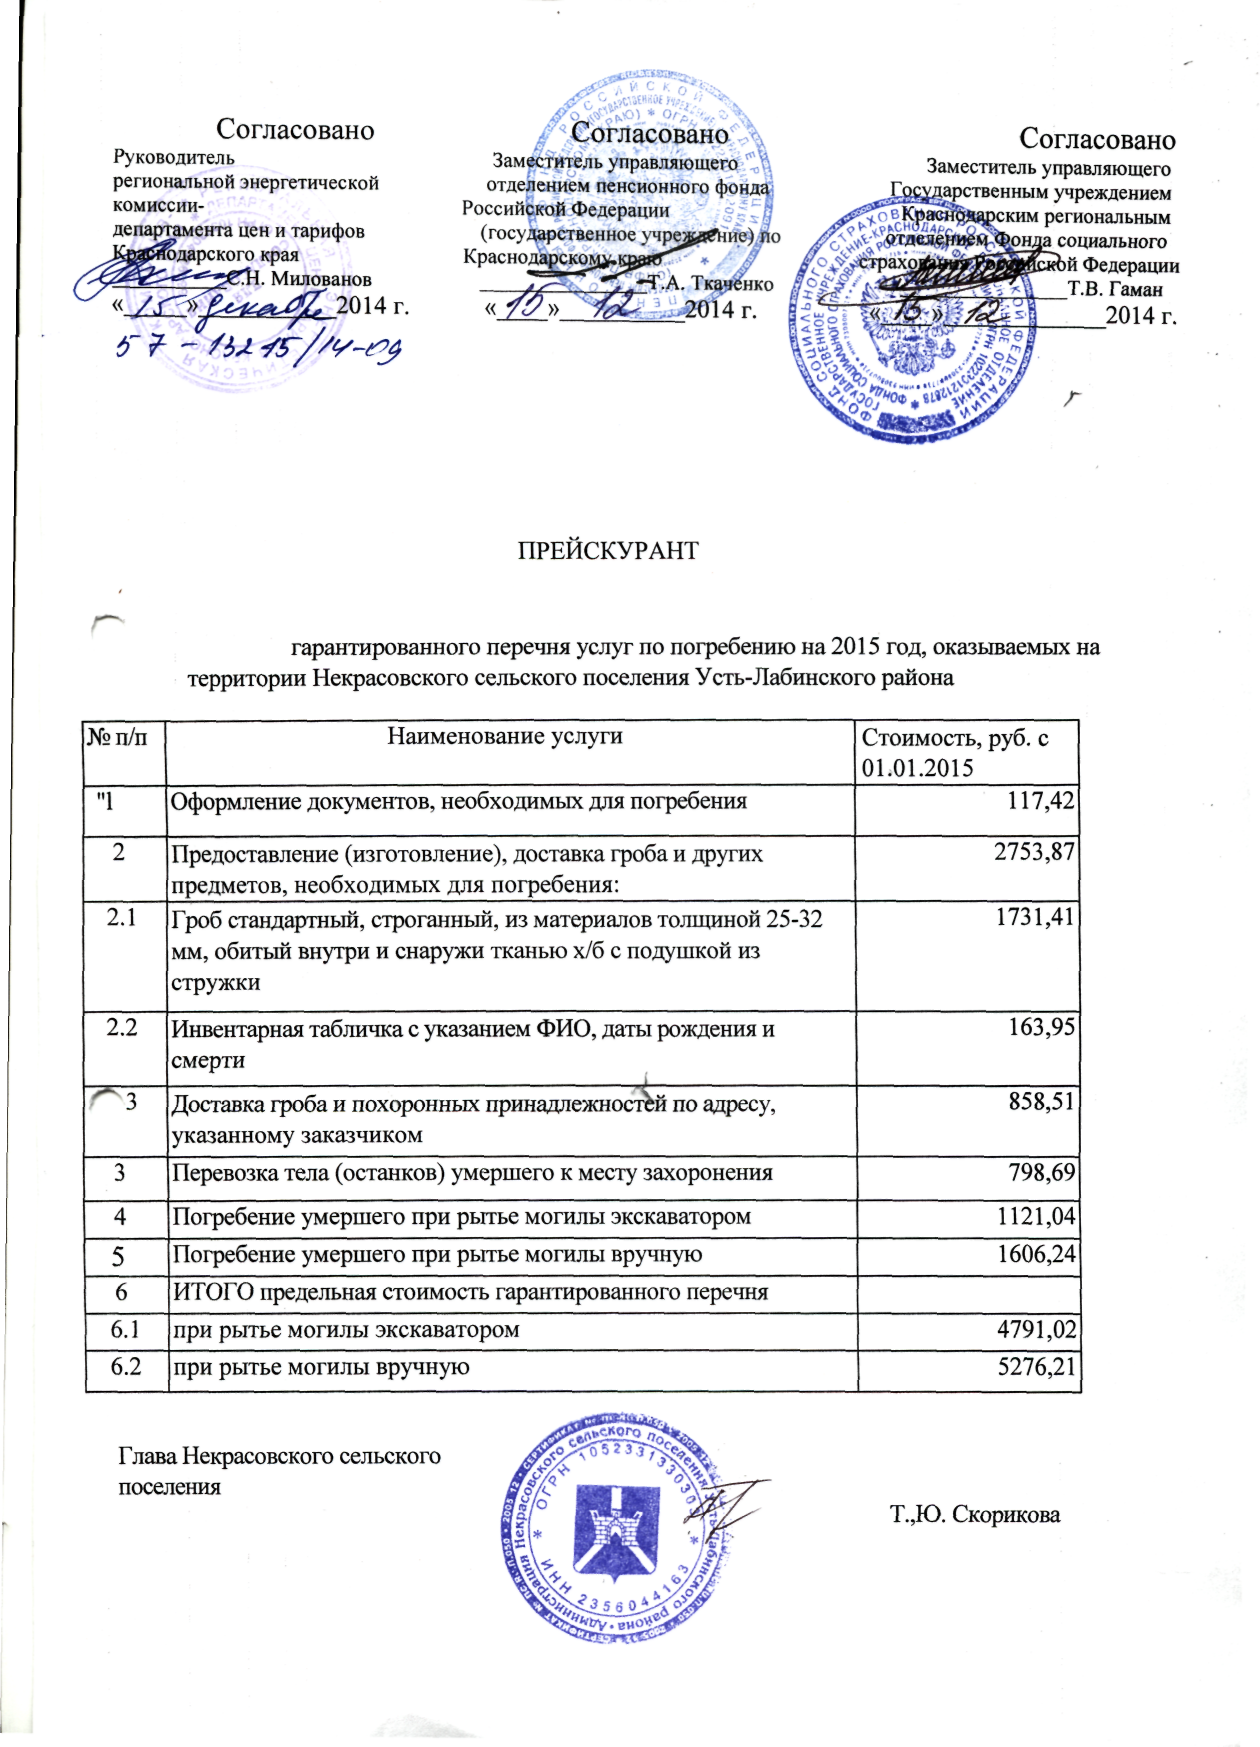 Согласовано
Руководитель
региональной энергетической
комиссии-
департамента цен и тарифов
Краснодарского края
С.Н. Милованов
«15» декабря 2014 г.
57-13215/14-09
Согласовано
Заместитель управляющего
отделением пенсионного фонда
Российской Федерации
(государственное учреждение) по
Краснодарскому краю
Т.А. Ткаченко
«15» 12 2014 г.
Согласовано
Заместитель управляющего
Государственным учреждением
Краснодарским региональным
отделением Фонда социального
страхования Российской Федерации
Т.В. Гаман
«15» 12 2014 г.
ПРЕЙСКУРАНТ
гарантированного перечня услуг по погребению на 2015 год, оказываемых на
территории Некрасовского сельского поселения Усть-Лабинского района
№ п/п Наименование услуги Стоимость, руб. с
01.01.2015
"1 Оформление документов, необходимых для погребения 117,42
2 Предоставление (изготовление), доставка гроба и других 2753,87
предметов, необходимых для погребения:
2.1 Гроб стандартный, строганный, из материалов толщиной 25-32 1731,41
мм, обитый внутри и снаружи тканью х/б с подушкой из
стружки
2.2 Инвентарная табличка с указанием ФИО, даты рождения и 163,95
смерти
3 Доставка гроба и похоронных принадлежностей по адресу, 858,51
указанному заказчиком
3 Перевозка тела (останков) умершего к месту захоронения 798,69
4 Погребение умершего при рытье могилы экскаватором 1121,04
5 Погребение умершего при рытье могилы вручную 1606,24
6 ИТОГО предельная стоимость гарантированного перечня
6.1 при рытье могилы экскаватором 4791,02
6.2 при рытье могилы вручную 5276,21
Глава Некрасовского сельского
поселения
Т.,Ю. Скорикова
Администрация Некрасовского сельского поселения Усть-Лабинского района
ИНН 2356044163